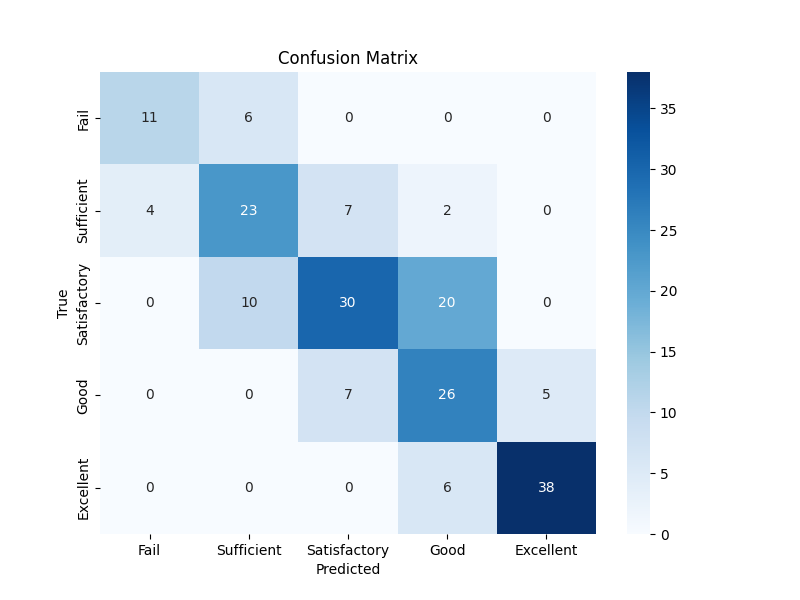 Confusion Matrix
True
Fail 11 6 0 0 0
Sufficient 4 23 7 2 0
Satisfactory 0 10 30 20 0
Good 0 0 7 26 5
Excellent 0 0 0 6 38
Fail Sufficient Satisfactory Good Excellent
Predicted
35
30
25
20
15
10
5
0